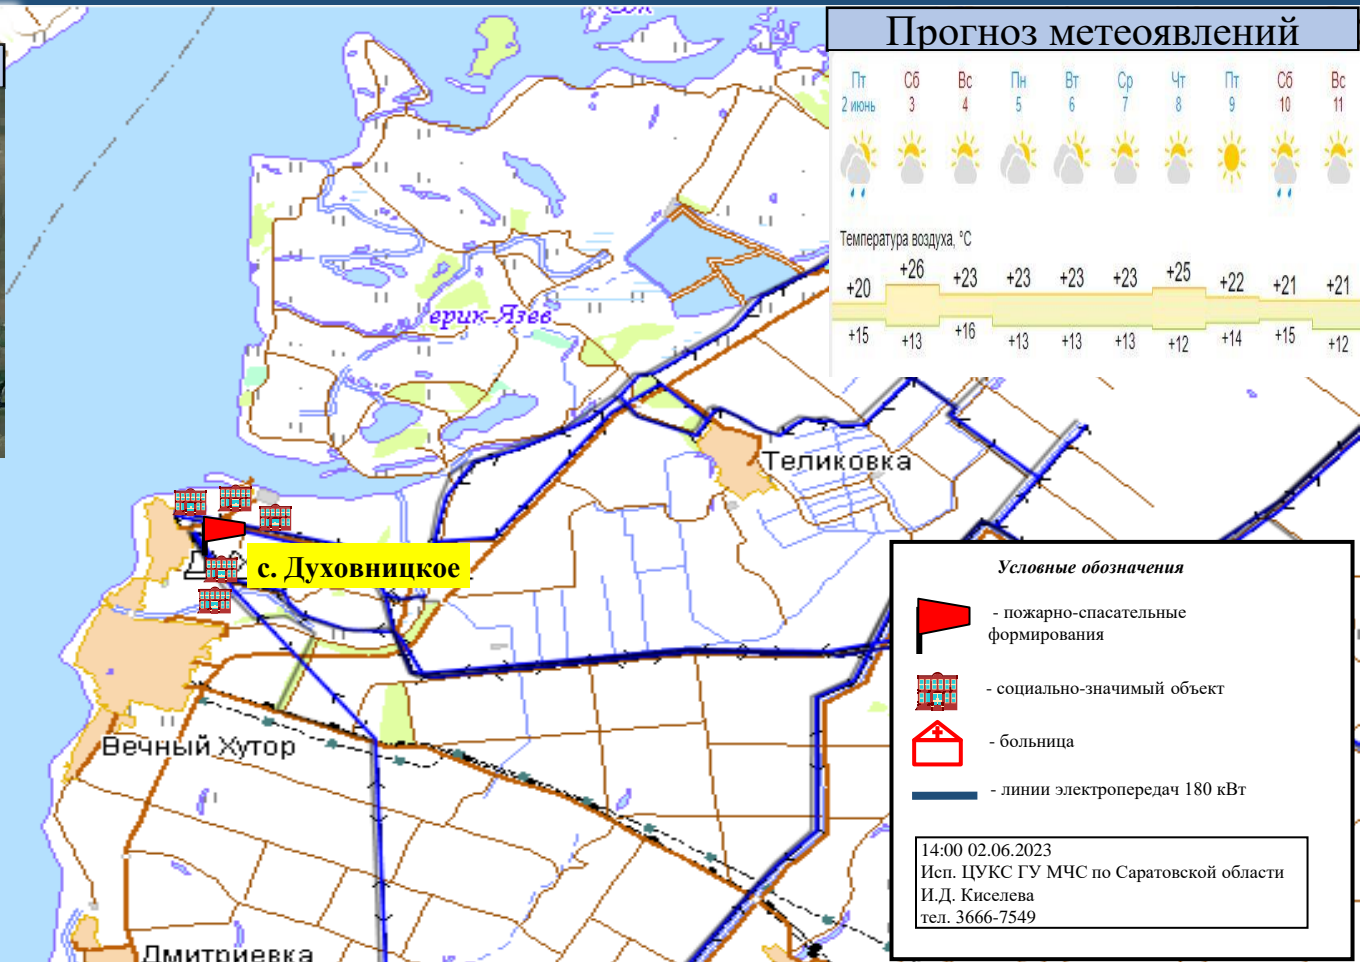 Прогноз метеоявлений
Пт Сб Вс Пн Вт Ср Чт Пт Сб Вс
2 июнь 3 4 5 6 7 8 9 10 11
Температура воздуха, °C
+20 +26 +23 +23 +23 +23 +25 +22 +21 +21
+15 +13 +16 +13 +13 +13 +12 +14 +15 +12
ерик Язев
Теликовка
с. Духовницкое
Вечный Хутор
Дмитриевка
Условные обозначения
- пожарно-спасательные
формирования
- социально-значимый объект
- больница
- линии электропередач 180 кВт
14:00 02.06.2023
Исп. ЦУКС ГУ МЧС по Саратовской области
И.Д. Киселева
тел. 3666-7549